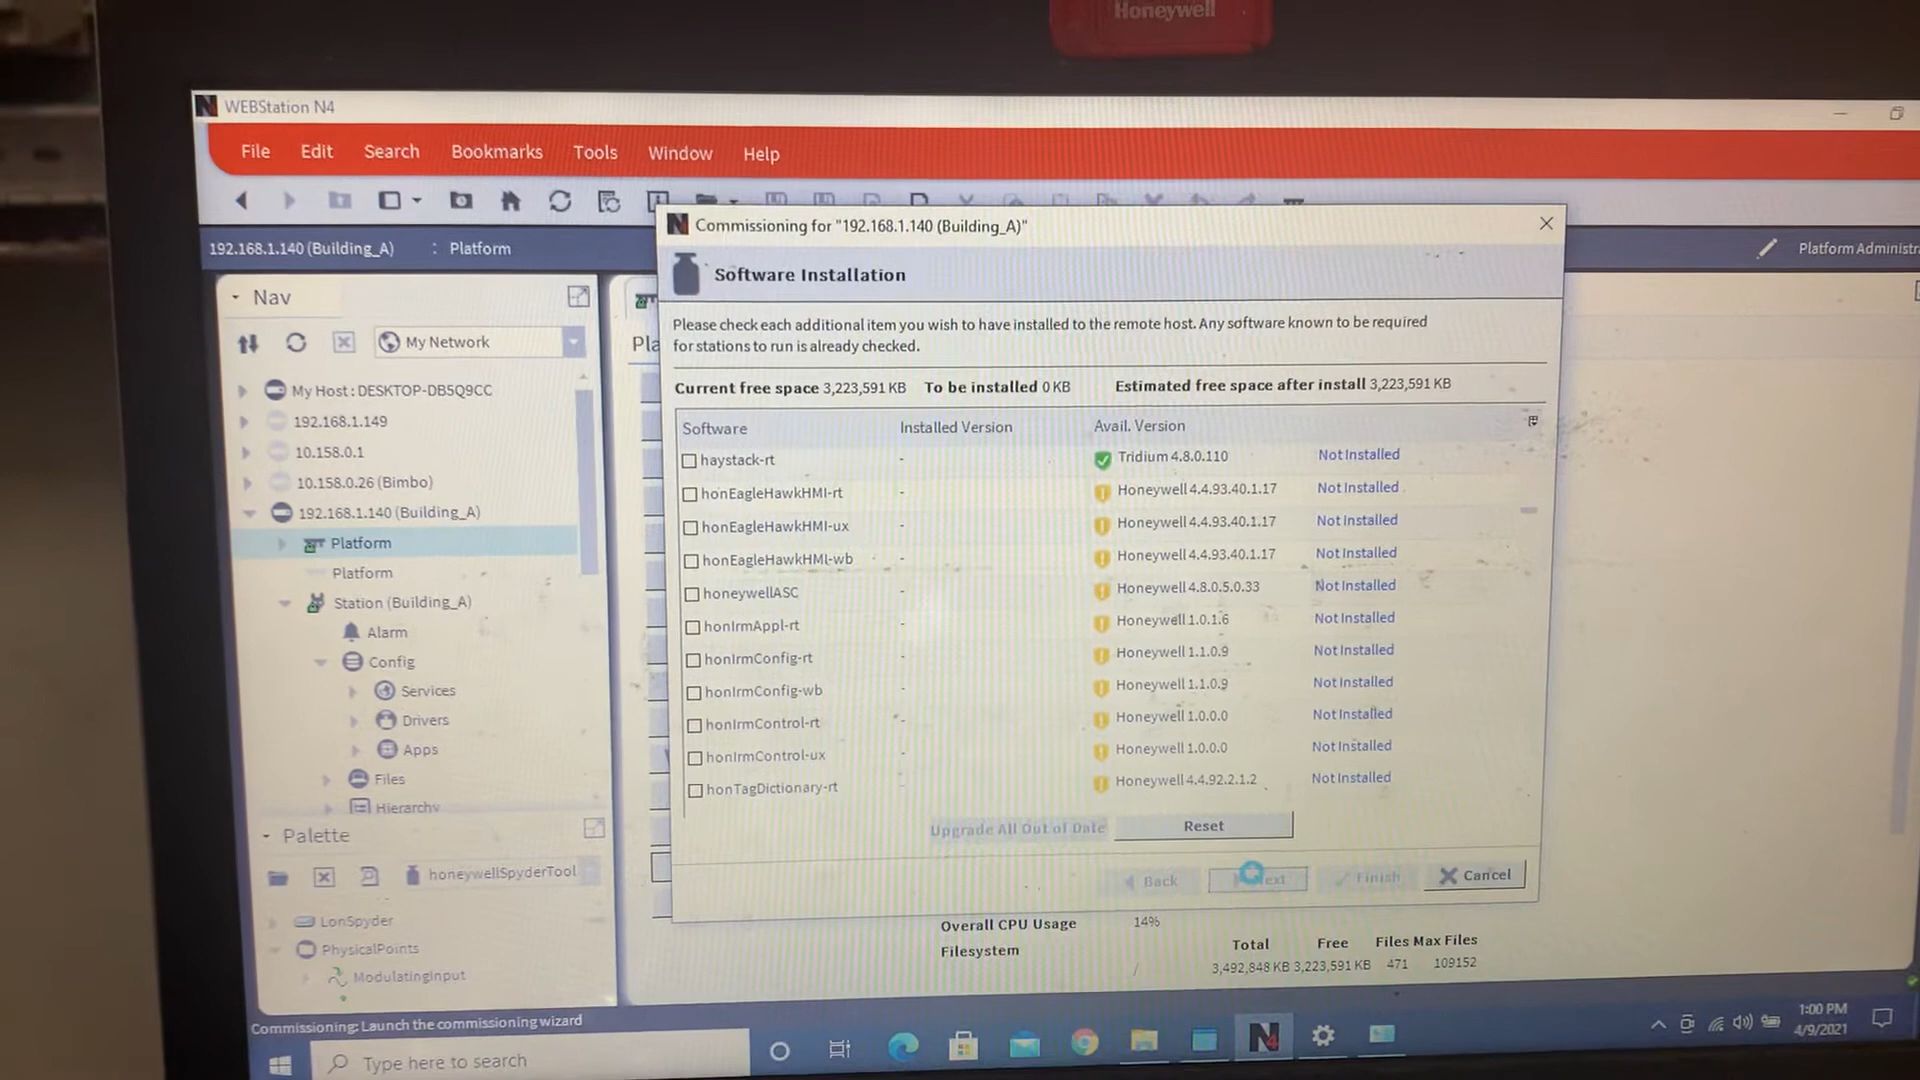 Honeywell
WEBStation N4
File Edit Search Bookmarks Tools Window Help
192.168.1.140 (Building_A) : Platform
Platform Administra
Nav
My Network
My Host : DESKTOP-DB5Q9CC
192.168.1.149
10.158.0.1
10.158.0.26 (Bimbo)
192.168.1.140 (Building_A)
Platform
Platform
Station (Building_A)
Alarm
Config
Services
Drivers
Apps
Files
Hierarchy
Palette
honeywellSpyderTool
LonSpyder
PhysicalPoints
ModulatingInput
Pla
Commissioning for "192.168.1.140 (Building_A)"
Software Installation
Please check each additional item you wish to have installed to the remote host. Any software known to be required
for stations to run is already checked.
Current free space 3,223,591 KB To be installed 0 KB Estimated free space after install 3,223,591 KB
Software Installed Version Avail. Version
haystack-rt - Tridium 4.8.0.110 Not Installed
honEagleHawkHMI-rt - Honeywell 4.4.93.40.1.17 Not Installed
honEagleHawkHMI-ux - Honeywell 4.4.93.40.1.17 Not Installed
honEagleHawkHMI-wb - Honeywell 4.4.93.40.1.17 Not Installed
honeywellASC - Honeywell 4.8.0.5.0.33 Not Installed
honIrmAppl-rt - Honeywell 1.0.1.6 Not Installed
honIrmConfig-rt - Honeywell 1.1.0.9 Not Installed
honIrmConfig-wb - Honeywell 1.1.0.9 Not Installed
honIrmControl-rt - Honeywell 1.0.0.0 Not Installed
honIrmControl-ux - Honeywell 1.0.0.0 Not Installed
honTagDictionary-rt - Honeywell 4.4.92.2.1.2 Not Installed
Upgrade All Out of Date Reset
Back Next Finish Cancel
Overall CPU Usage 14%
Filesystem Total Free Files Max Files
/ 3,492,848 KB 3,223,591 KB 471 109152
Commissioning: Launch the commissioning wizard
Type here to search
N4
1:00 PM
4/9/2021